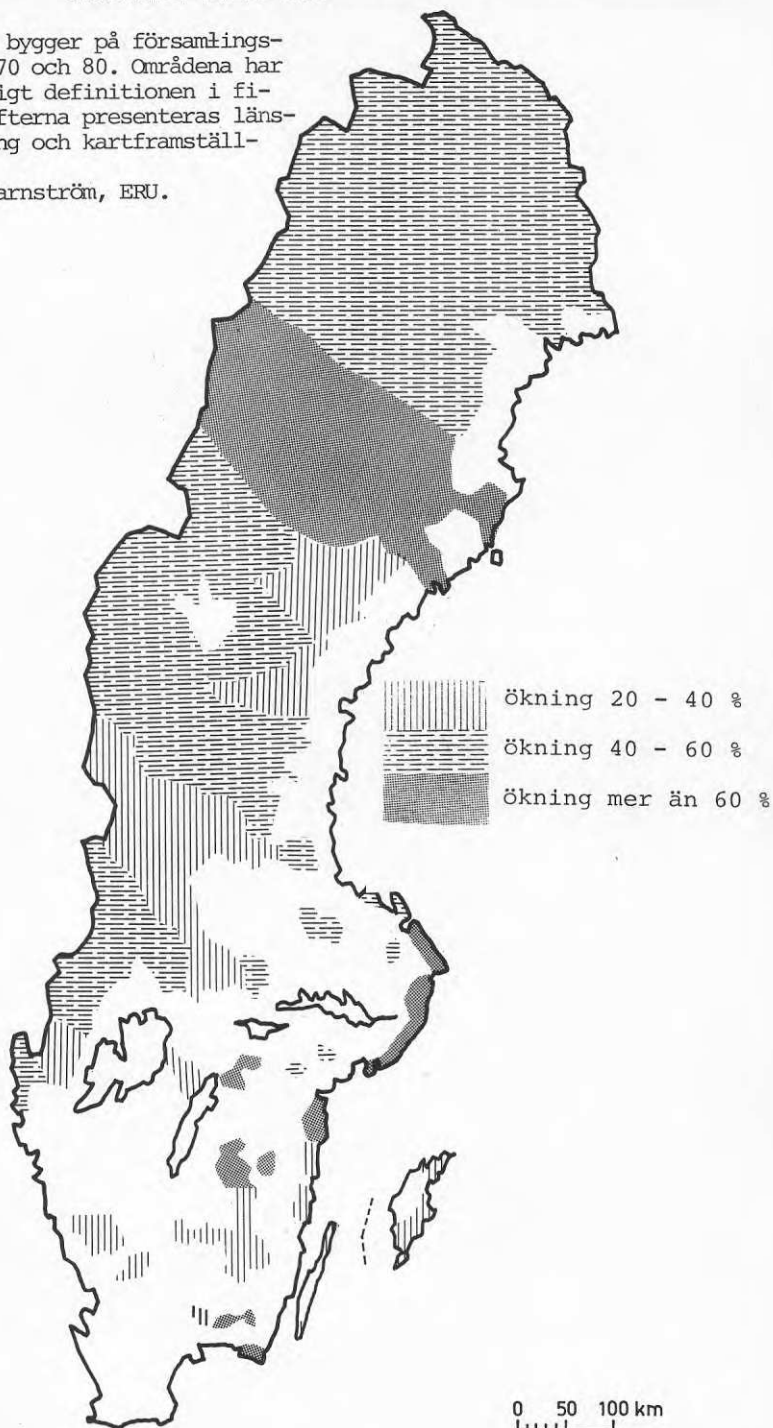 bygger på församlings-
70 och 80. Områdena har
igt definitionen i fi-
fterna presenteras läns-
ng och kartframställ-
arnström, ERU.
ökning 20 - 40 %
ökning 40 - 60 %
ökning mer än 60 %
0 50 100 km